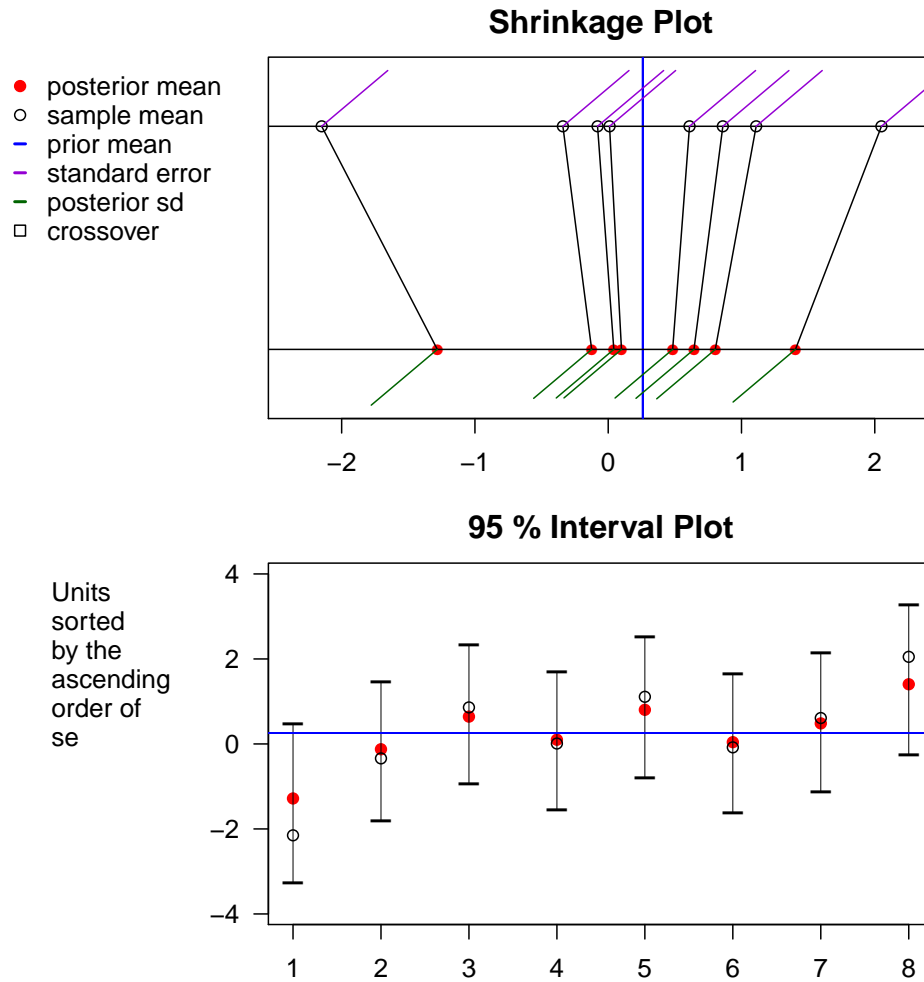 Shrinkage Plot
posterior mean
sample mean
prior mean
standard error
posterior sd
crossover
−2 −1 0 1 2
95 % Interval Plot
Units
sorted
by the
ascending
order of
se
4
2
0
−2
−4
1 2 3 4 5 6 7 8